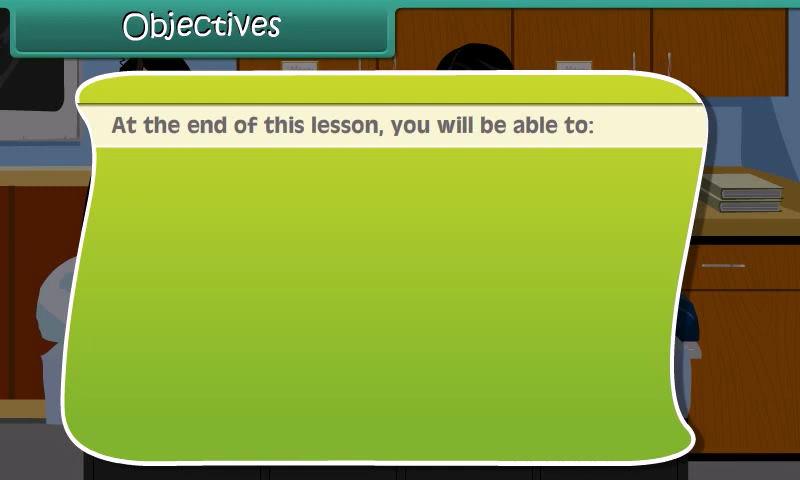 Objectives
At the end of this lesson, you will be able to: